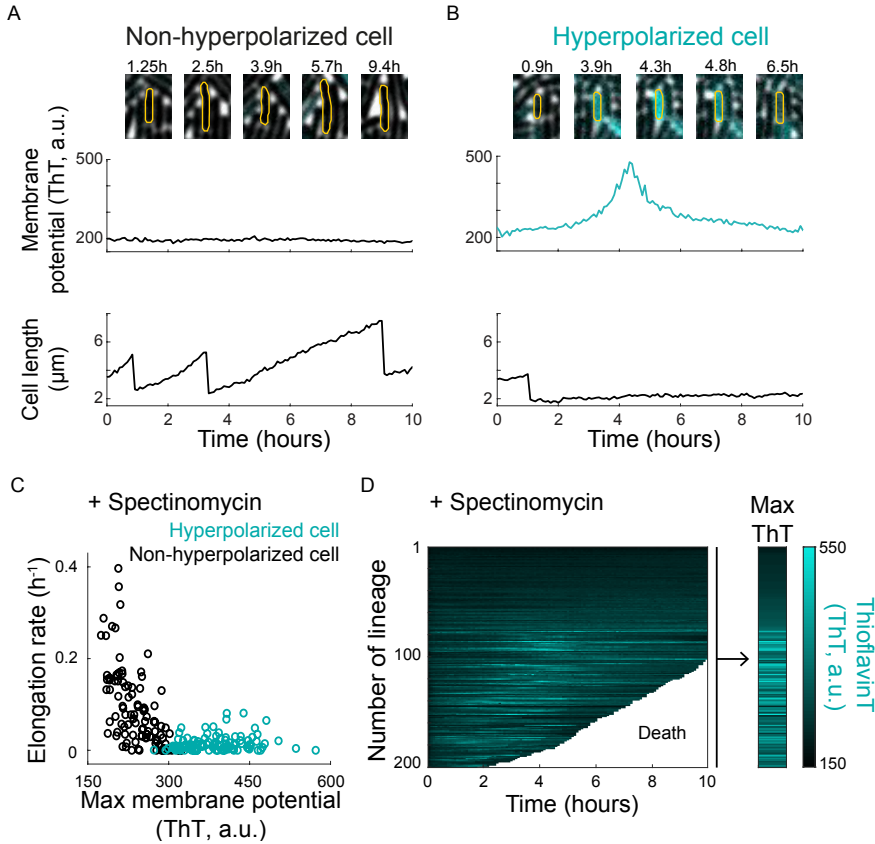 A
Non-hyperpolarized cell
1.25h 2.5h 3.9h 5.7h 9.4h
Membrane
potential (ThT, a.u.)
500
200
Cell length
(μm)
6
2
0 2 4 6 8 10
Time (hours)
B
Hyperpolarized cell
0.9h 3.9h 4.3h 4.8h 6.5h
500
200
6
2
0 2 4 6 8 10
Time (hours)
C
+ Spectinomycin
Hyperpolarized cell
Non-hyperpolarized cell
Elongation rate (h-1)
0.4
0.2
0
150 300 450 600
Max membrane potential
(ThT, a.u.)
D
+ Spectinomycin
Number of lineage
1
100
200
Death
0 2 4 6 8 10
Time (hours)
Max
ThT
550
150
ThioflavinT
(ThT, a.u.)